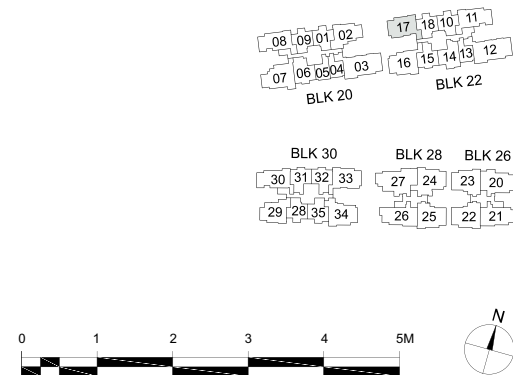 17 18 10 11
08 09 01 02
16 15 14 13 12
07 06 05 04 03
BLK 22
BLK 20
BLK 30 BLK 28 BLK 26
30 31 32 33 27 24 23 20
29 28 35 34 26 25 22 21
N
0 1 2 3 4 5M